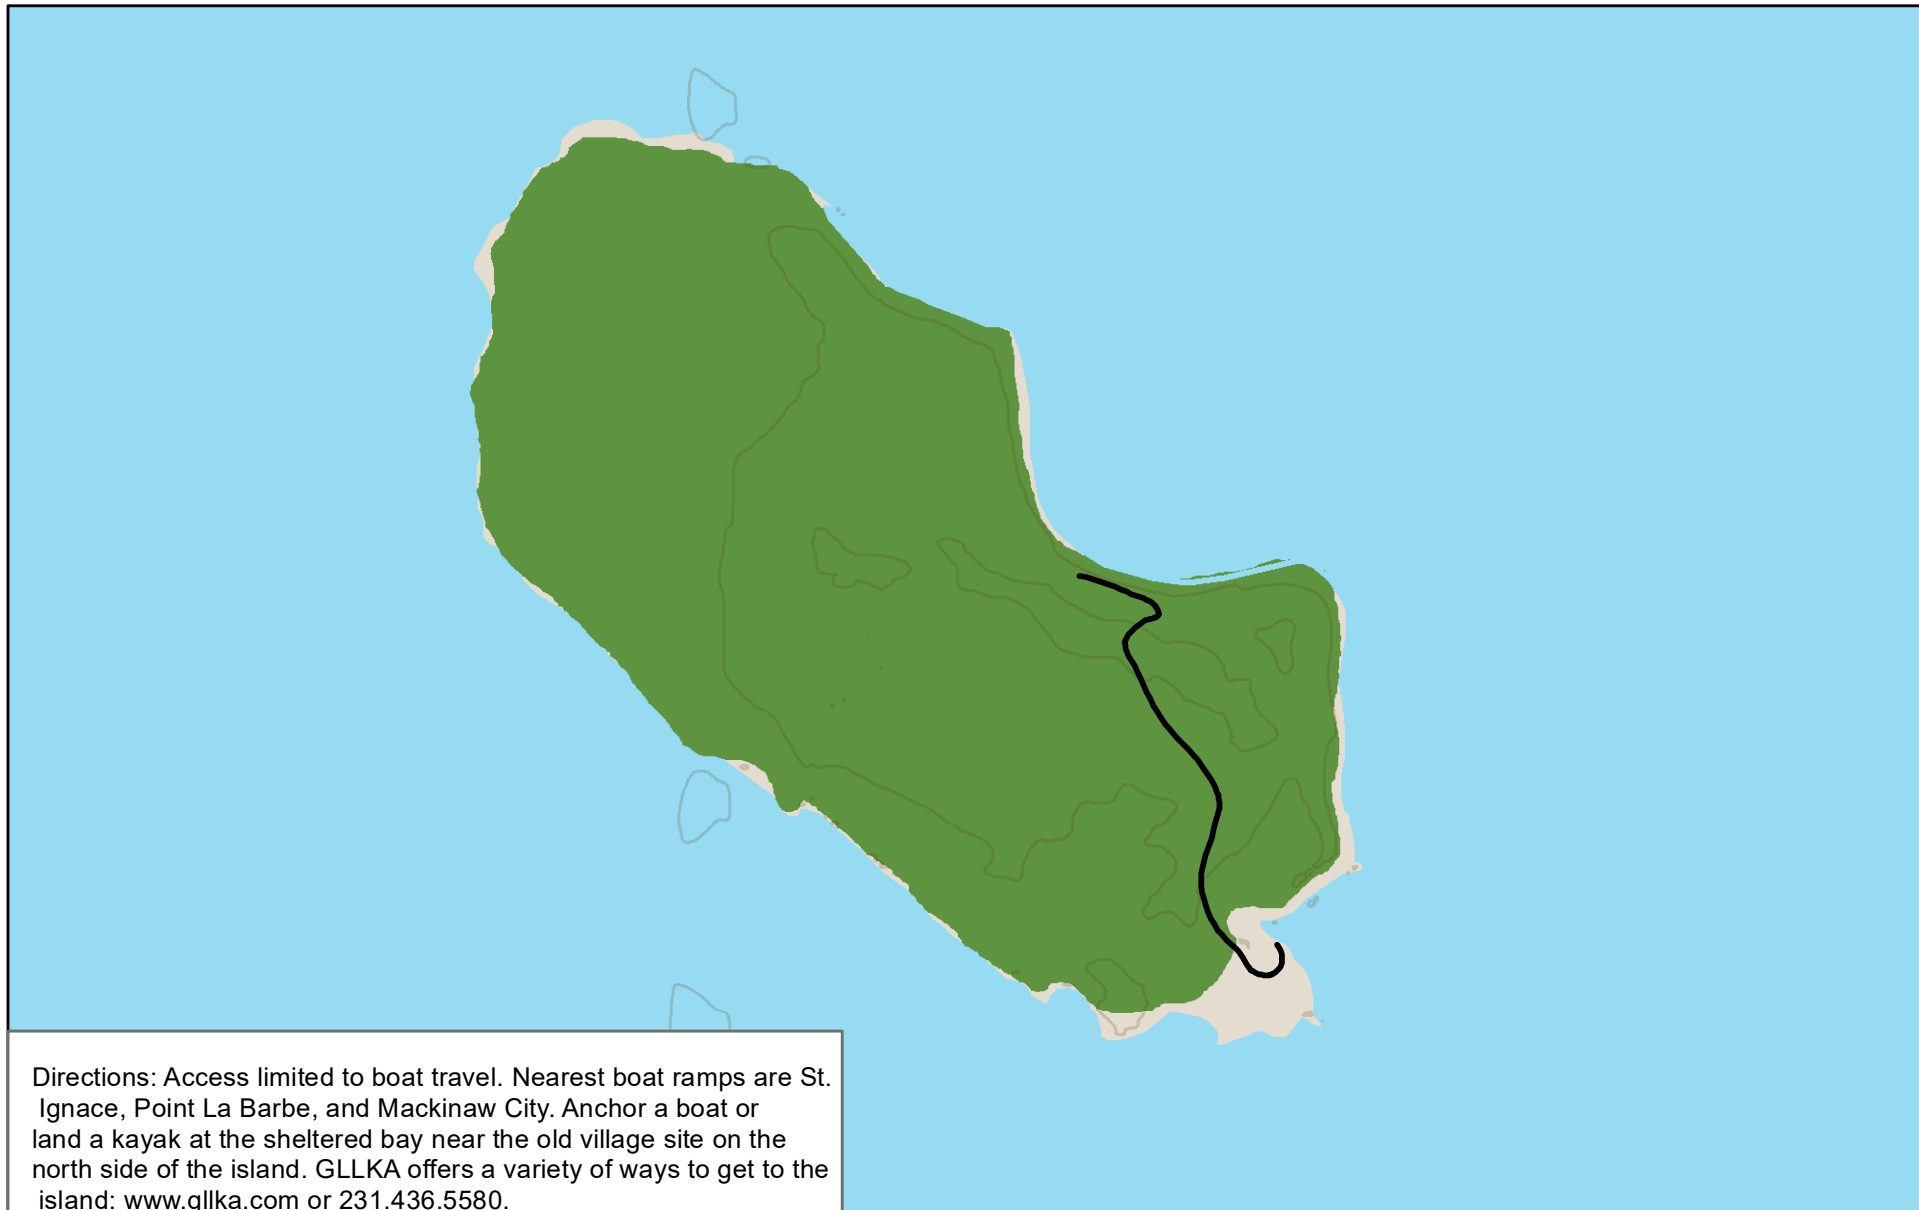 Directions: Access limited to boat travel. Nearest boat ramps are St.
Ignace, Point La Barbe, and Mackinaw City. Anchor a boat or
land a kayak at the sheltered bay near the old village site on the
north side of the island. GLLKA offers a variety of ways to get to the
island: www.gllka.com or 231.436.5580.